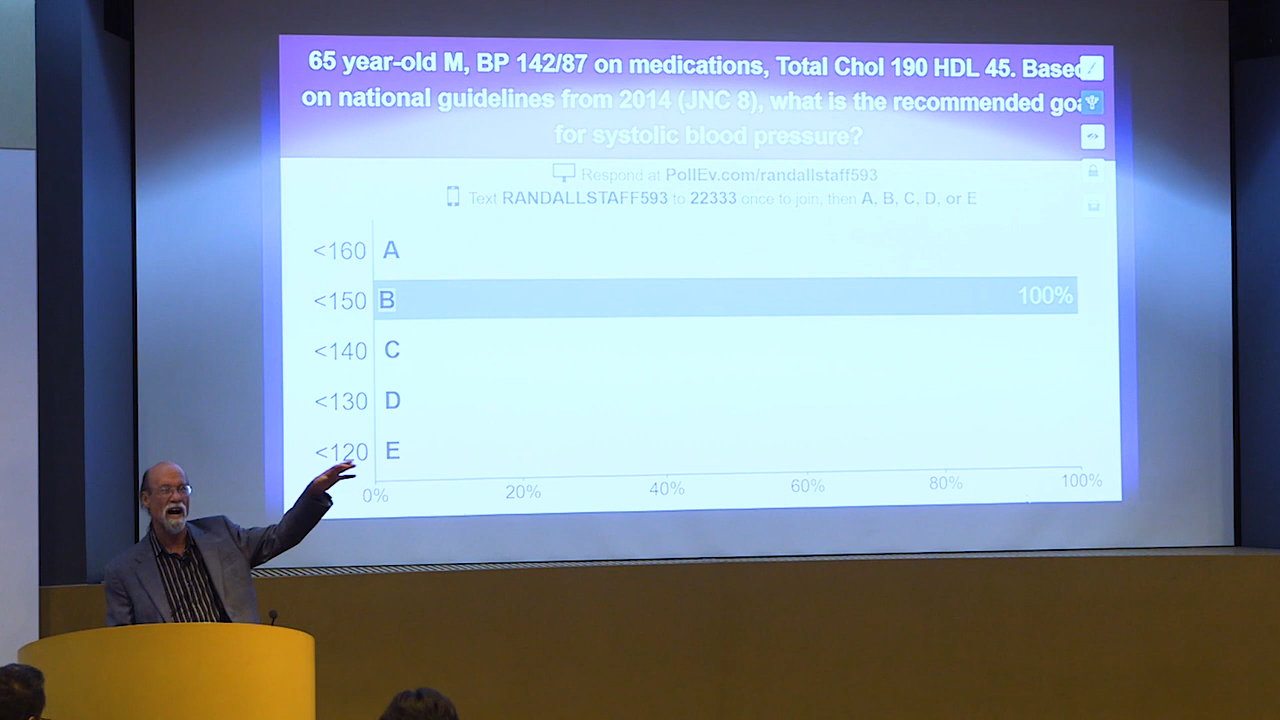 65 year-old M, BP 142/87 on medications, Total Chol 190 HDL 45. Based
on national guidelines from 2014 (JNC 8), what is the recommended goa
for systolic blood pressure?
Respond at PollEv.com/randallstaff593
Text RANDALLSTAFF593 to 22333 once to join, then A, B, C, D, or E
<160 A
<150 B 100%
<140 C
<130 D
<120 E
0% 20% 40% 60% 80% 100%